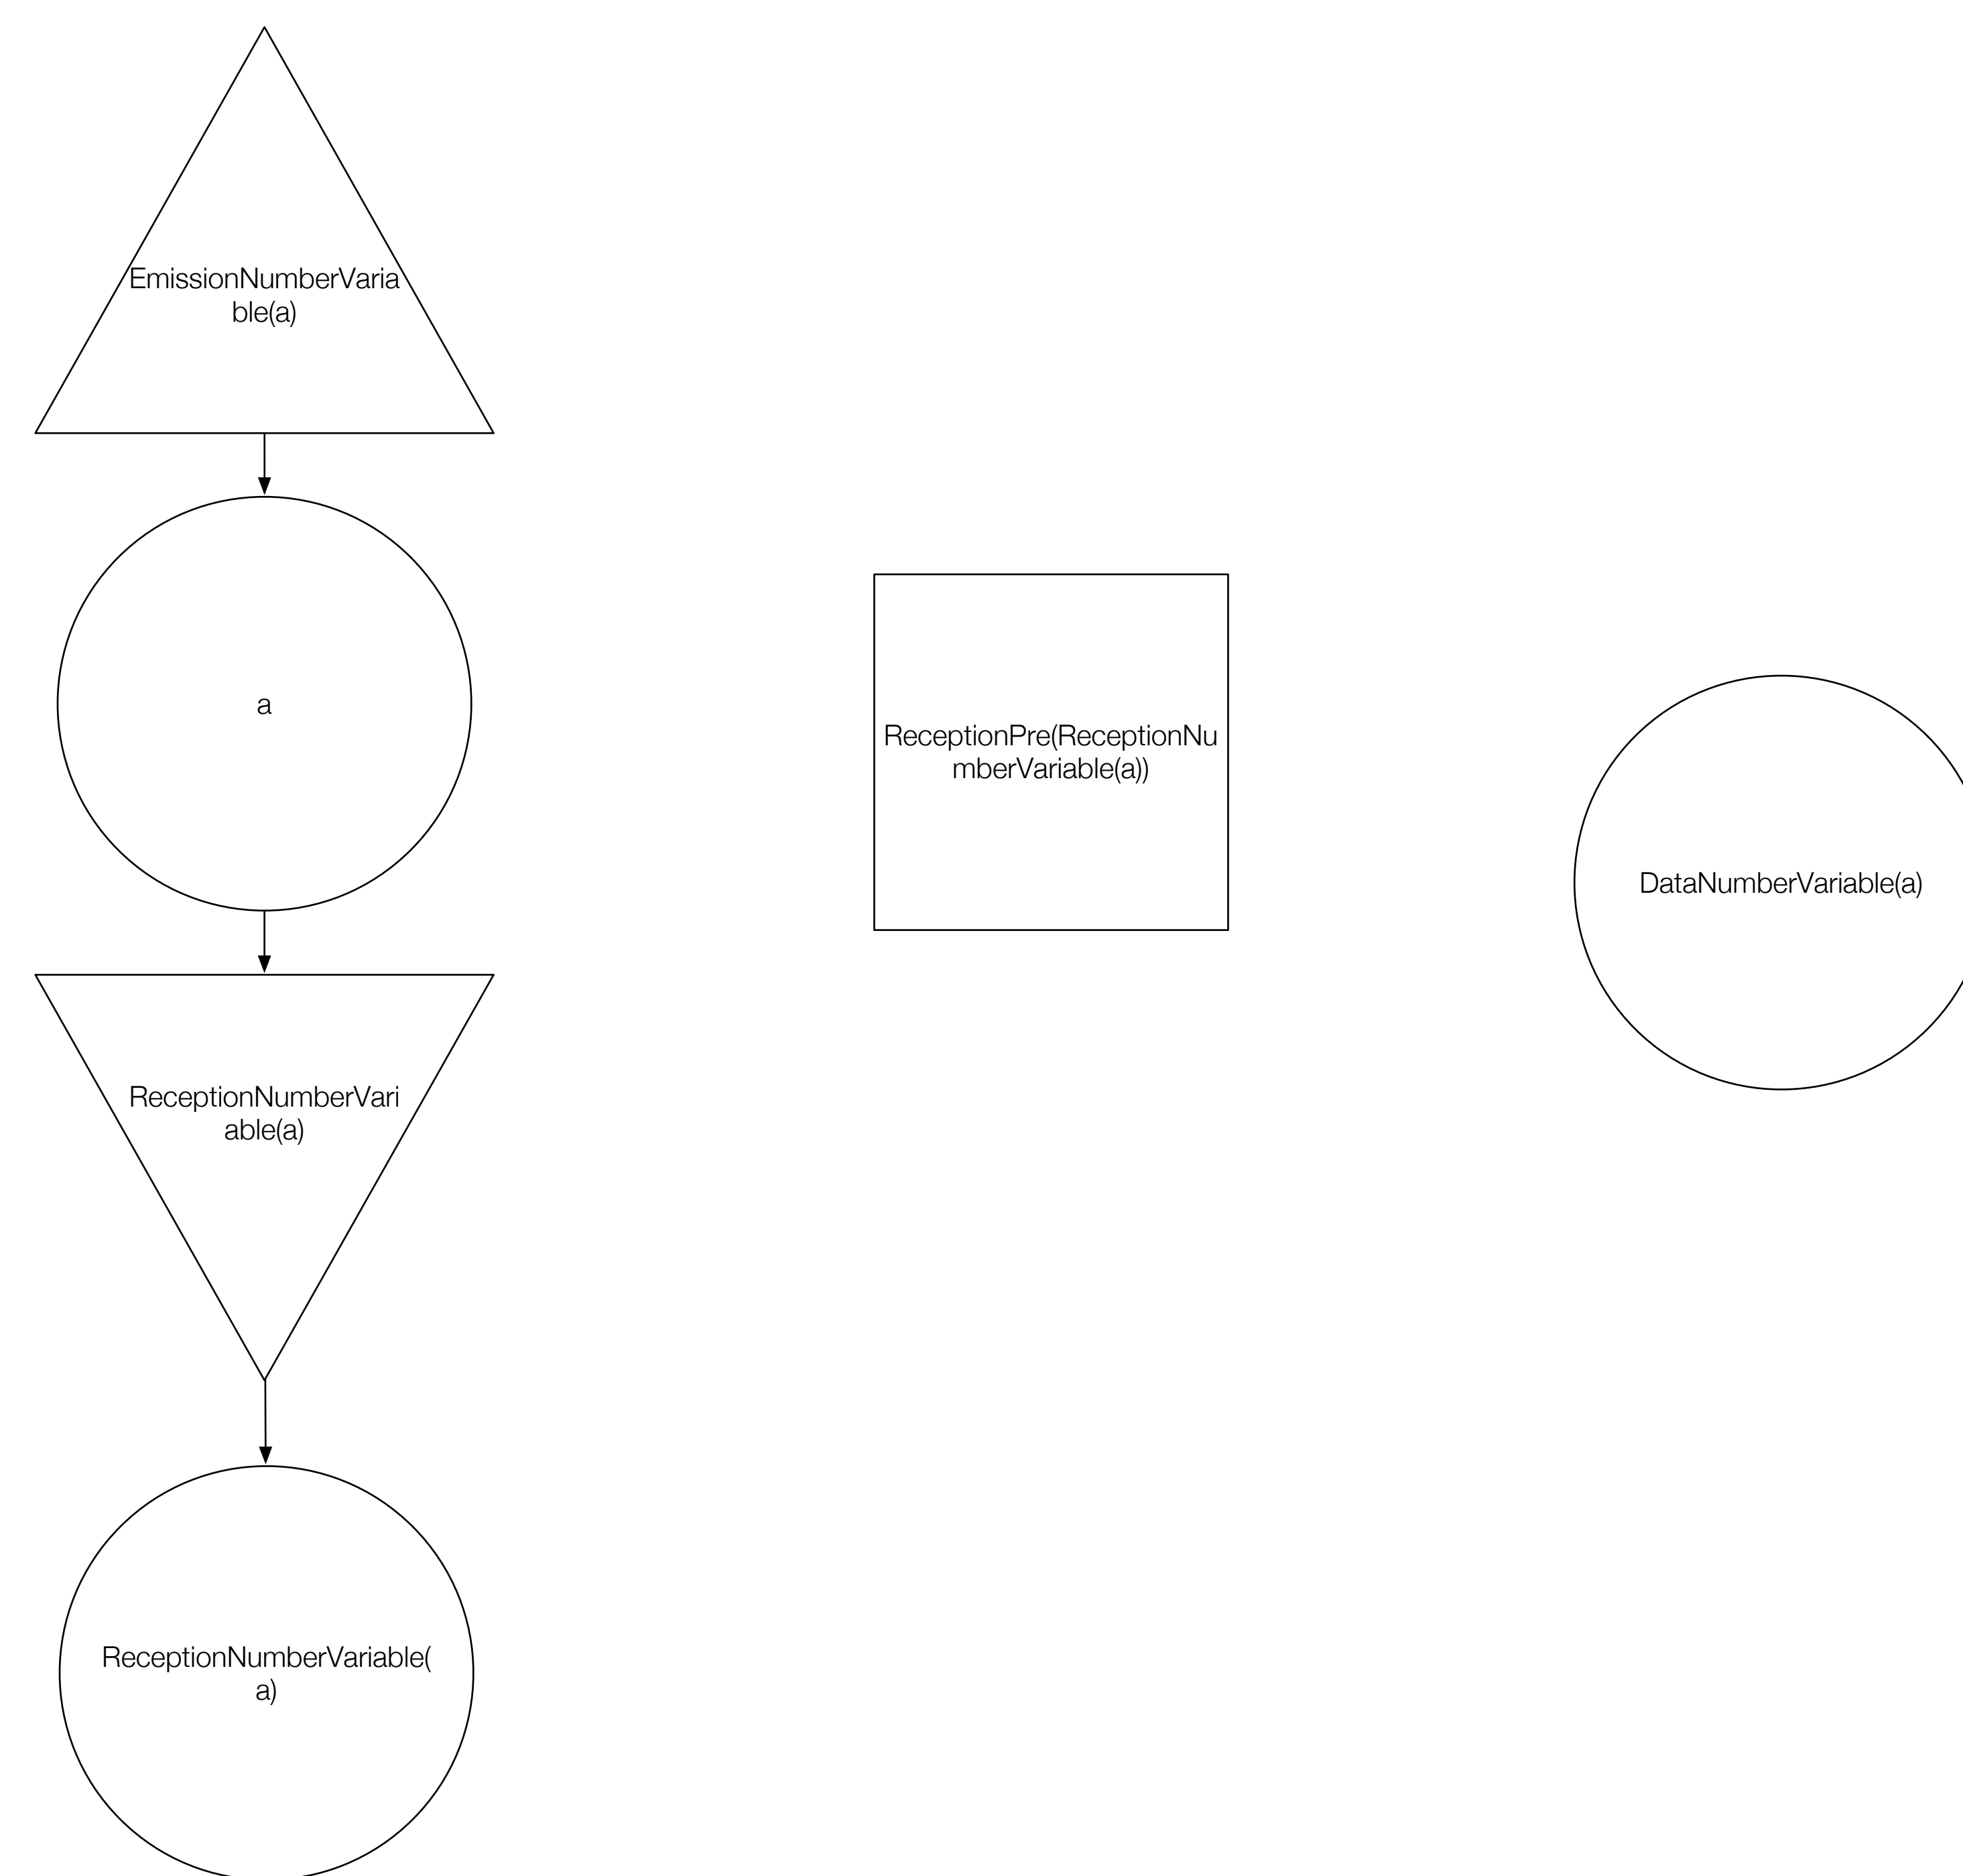 EmissionNumberVaria
ble(a)
a
ReceptionPre(ReceptionNu
mberVariable(a))
DataNumberVariable(a)
ReceptionNumberVari
able(a)
ReceptionNumberVariable(
a)